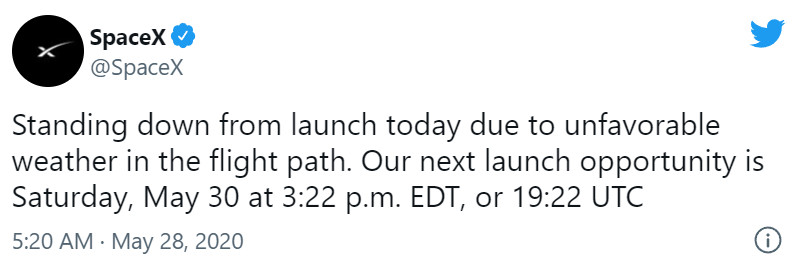 SpaceX
@SpaceX
Standing down from launch today due to unfavorable
weather in the flight path. Our next launch opportunity is
Saturday, May 30 at 3:22 p.m. EDT, or 19:22 UTC
5:20 AM · May 28, 2020